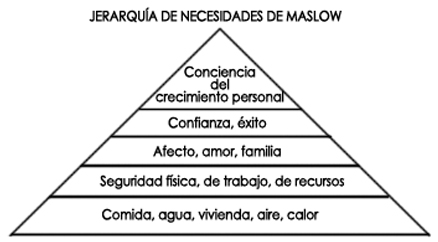 JERARQUÍA DE NECESIDADES DE MASLOW
Conciencia
del
crecimiento personal
Confianza, éxito
Afecto, amor, familia
Seguridad física, de trabajo, de recursos
Comida, agua, vivienda, aire, calor